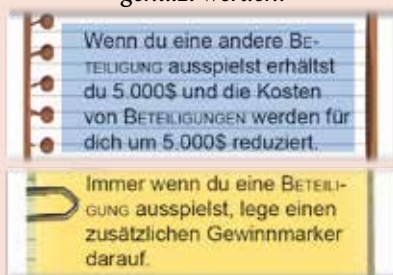 genutzt werden.
Wenn du eine andere BE-
TEILIGUNG ausspielst erhältst
du 5.000$ und die Kosten
von BETEILIGUNGEN werden für
dich um 5.000$ reduziert.
Immer wenn du eine BETEILI-
GUNG ausspielst, lege einen
zusätzlichen Gewinnmarker
darauf.